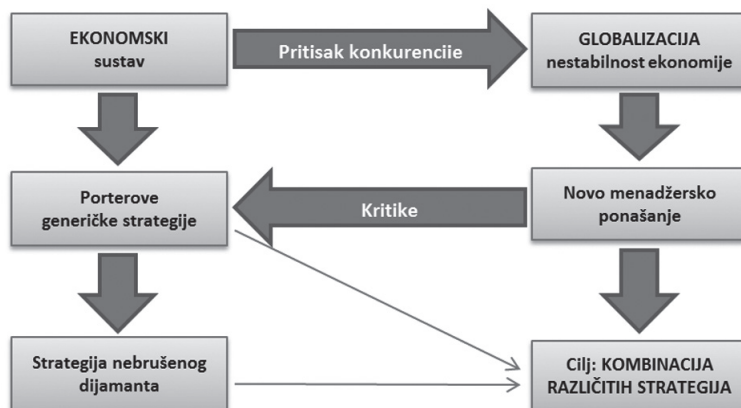 EKONOMSKI
sustav
Pritisak konkurenciie
GLOBALIZACIJA
nestabilnost ekonomije
Porterove
generičke strategije
Kritike
Novo menadžersko
ponašanje
Strategija nebrušenog
dijamanta
Cilj: KOMBINACIJA
RAZLIČITIH STRATEGIJA